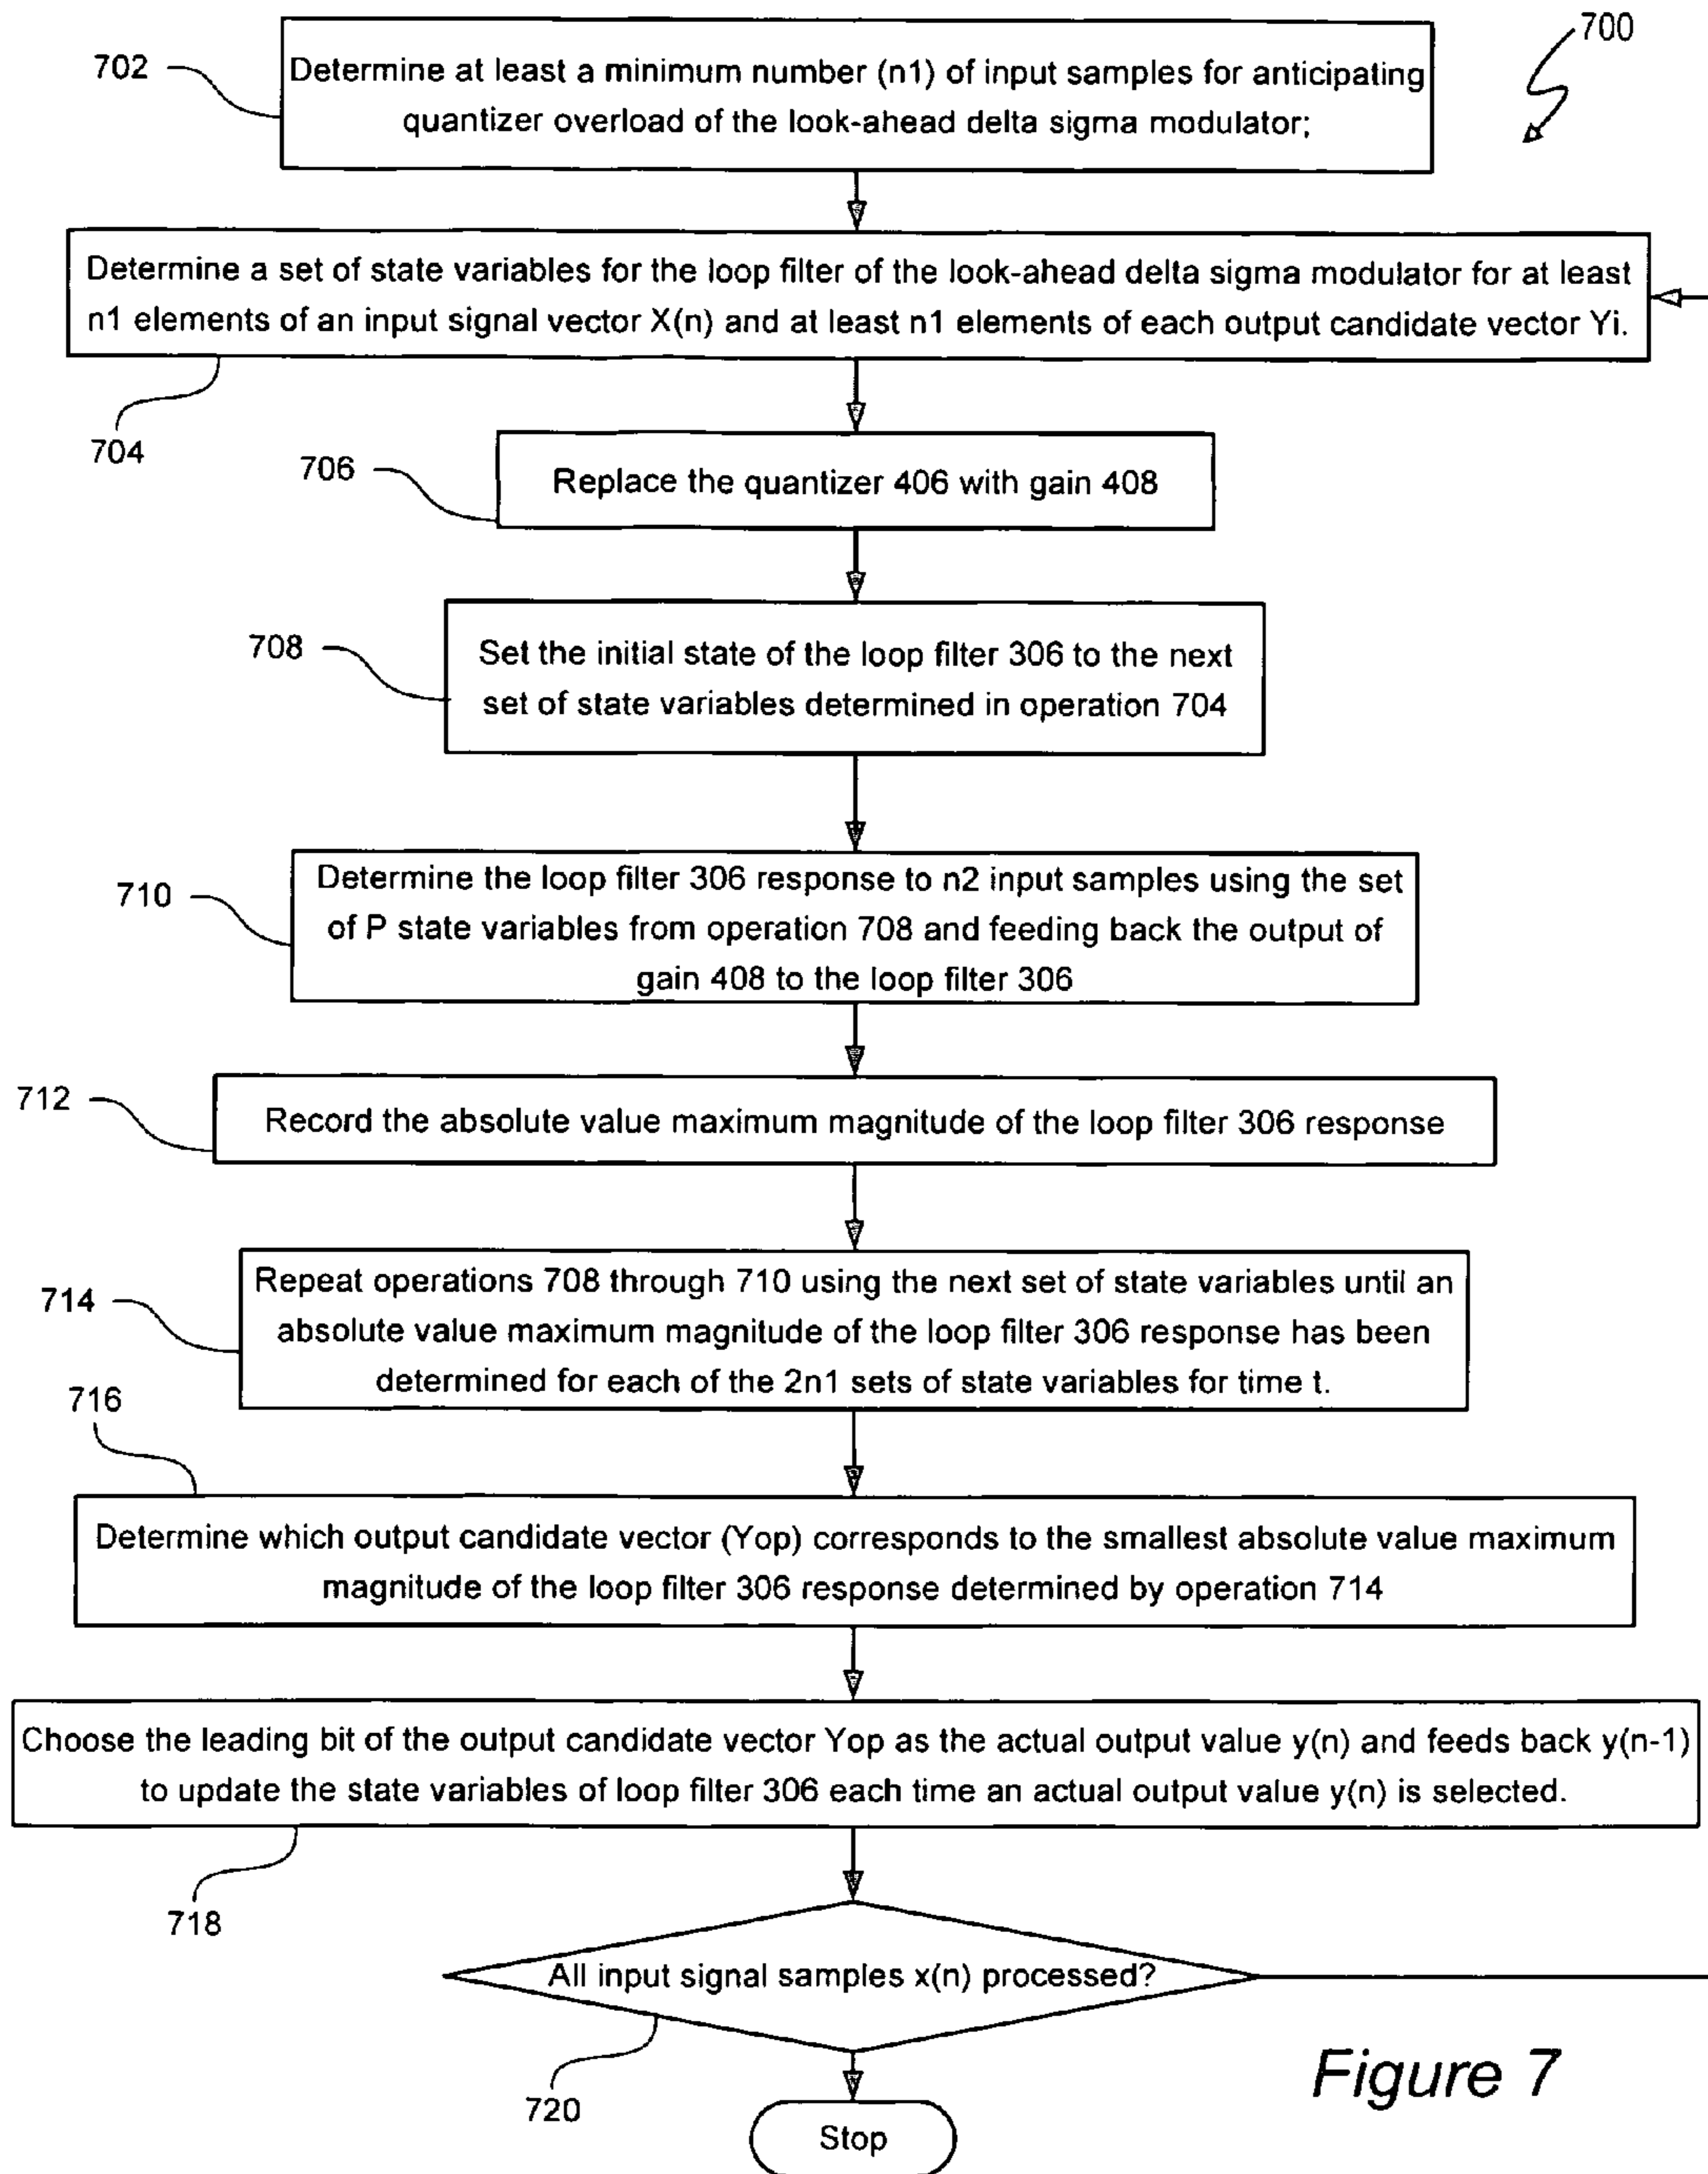 700
702
Determine at least a minimum number (n1) of input samples for anticipating
quantizer overload of the look-ahead delta sigma modulator;
Determine a set of state variables for the loop filter of the look-ahead delta sigma modulator for at least
n1 elements of an input signal vector X(n) and at least n1 elements of each output candidate vector Yi.
704
706
Replace the quantizer 406 with gain 408
708
Set the initial state of the loop filter 306 to the next
set of state variables determined in operation 704
710
Determine the loop filter 306 response to n2 input samples using the set
of P state variables from operation 708 and feeding back the output of
gain 408 to the loop filter 306
712
Record the absolute value maximum magnitude of the loop filter 306 response
714
Repeat operations 708 through 710 using the next set of state variables until an
absolute value maximum magnitude of the loop filter 306 response has been
determined for each of the 2n1 sets of state variables for time t.
716
Determine which output candidate vector (Yop) corresponds to the smallest absolute value maximum
magnitude of the loop filter 306 response determined by operation 714
Choose the leading bit of the output candidate vector Yop as the actual output value y(n) and feeds back y(n-1)
to update the state variables of loop filter 306 each time an actual output value y(n) is selected.
718
All input signal samples x(n) processed?
720
Stop
Figure 7